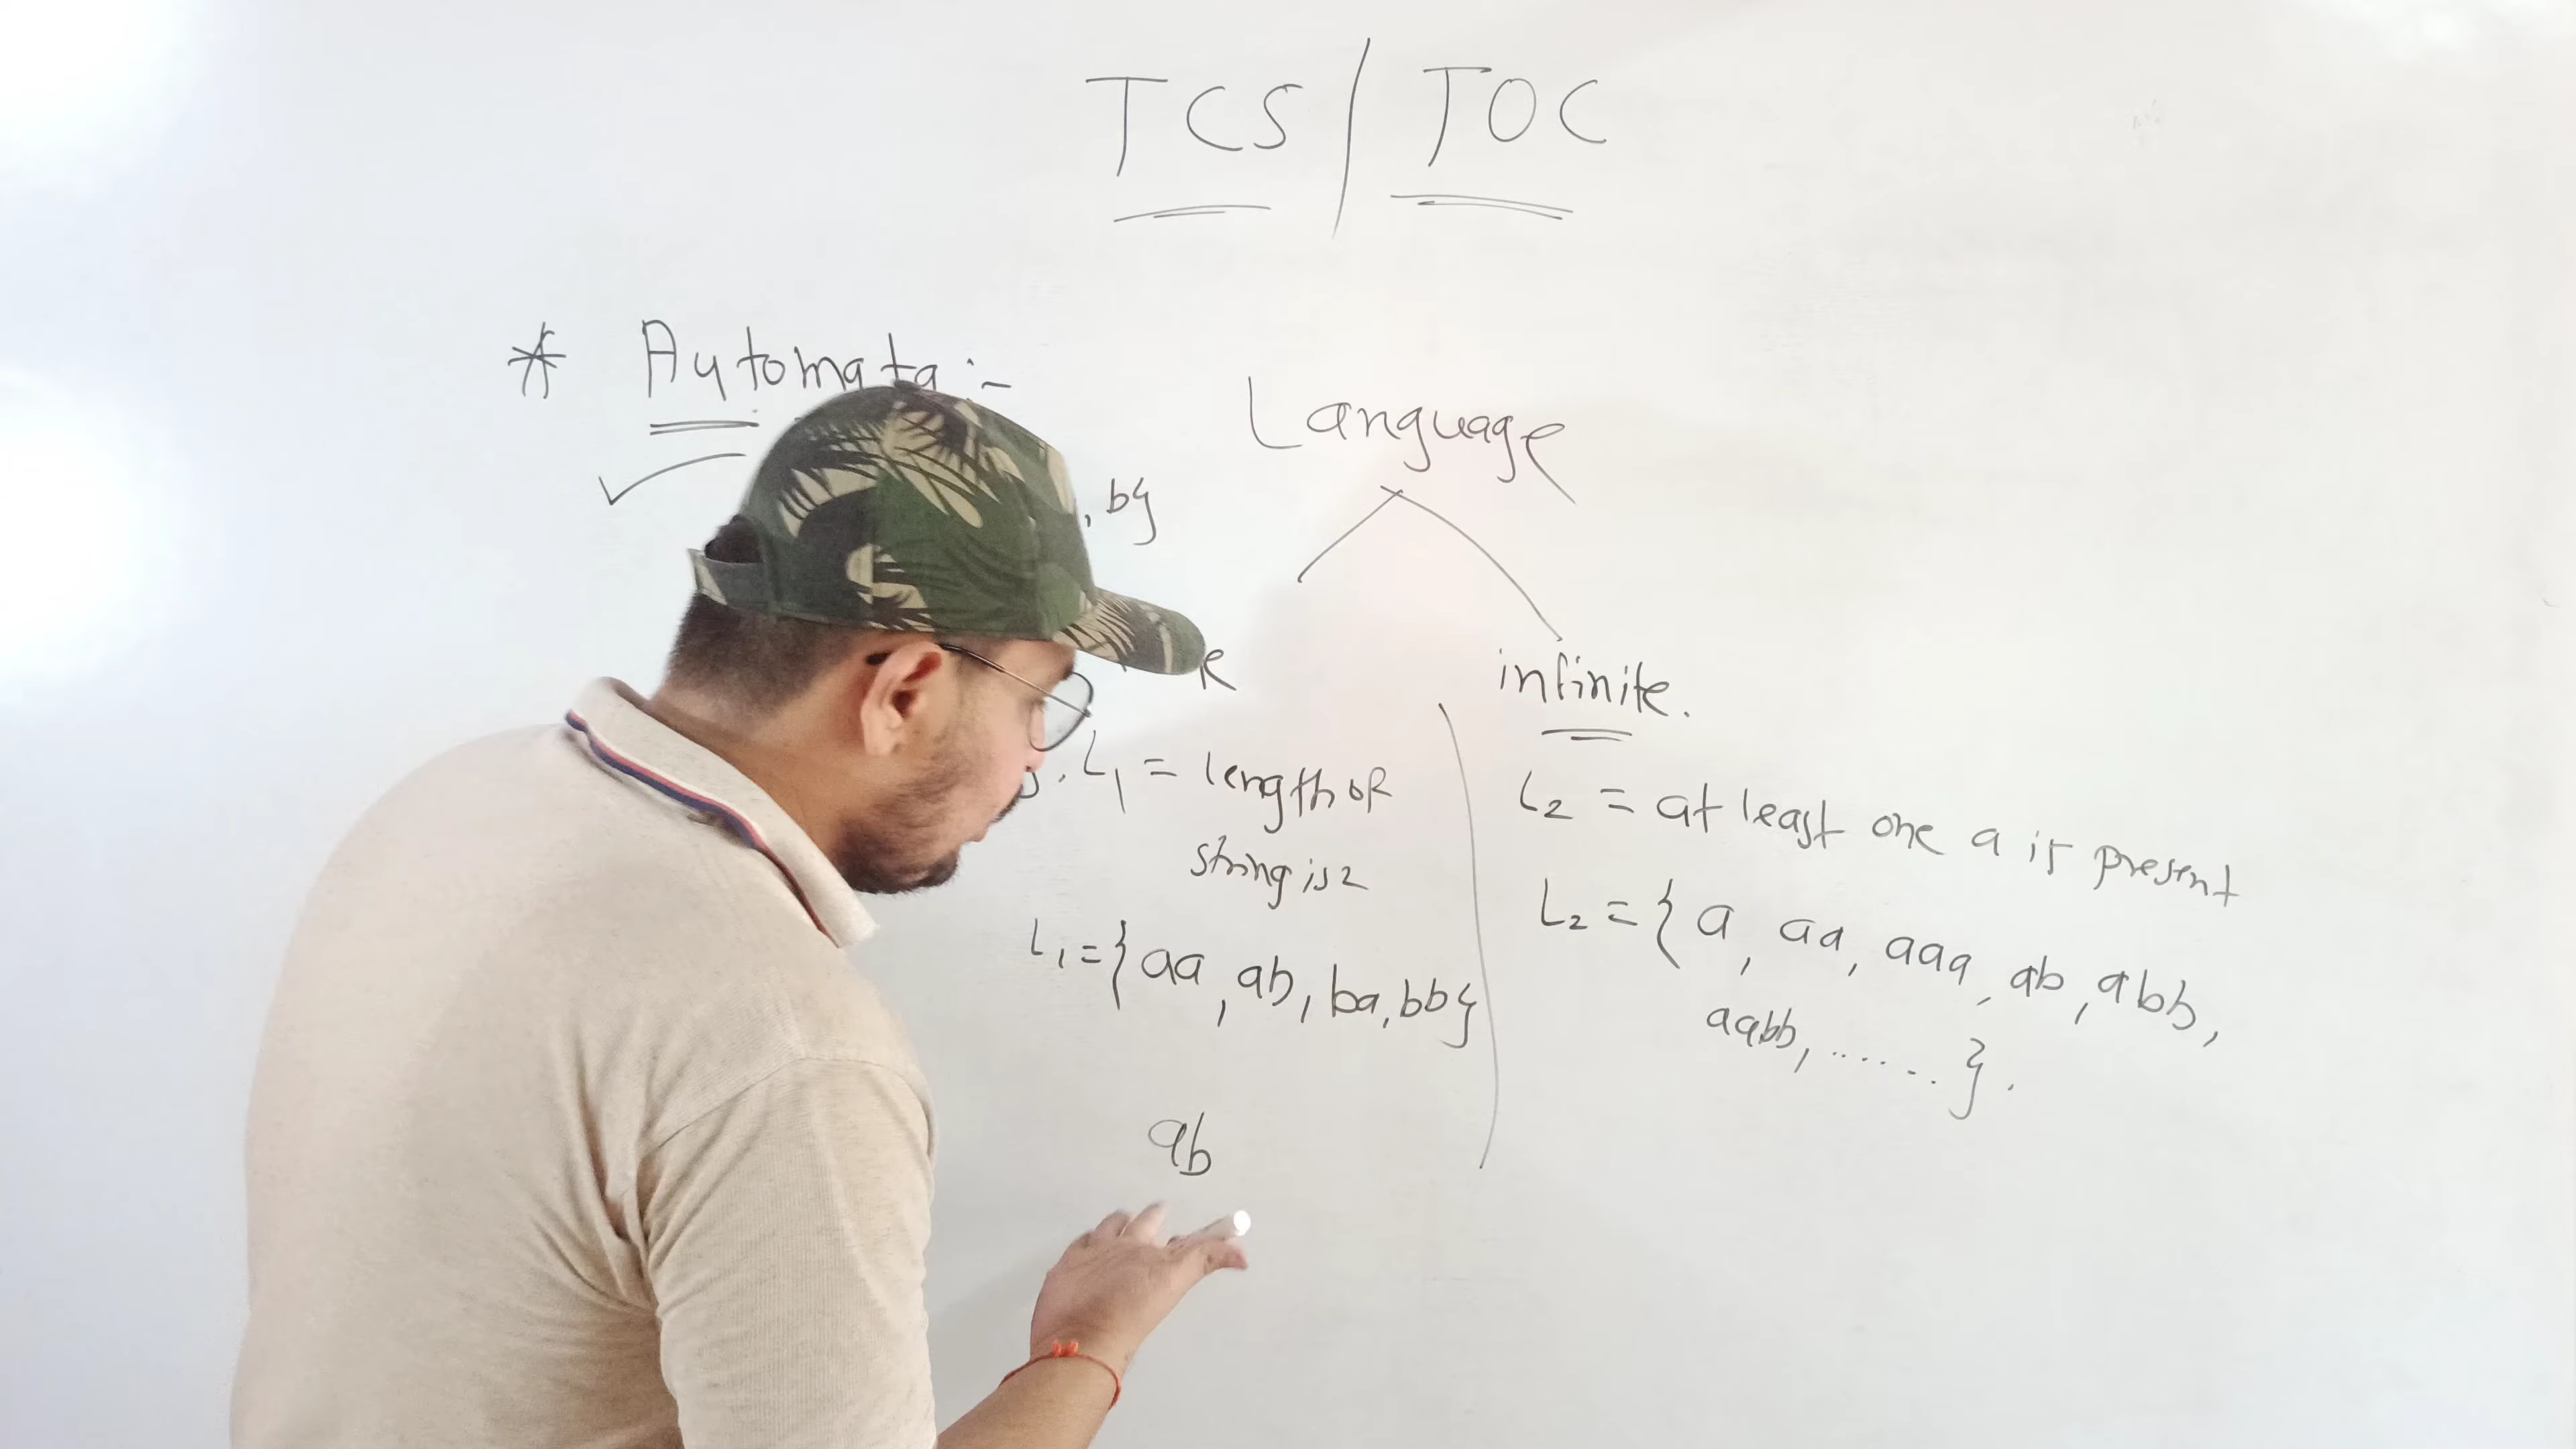 TCS / TOC
* Automata :-
Language
, b}
infinite.
. L1 = length of
string is 2
L1 = { aa, ab, ba, bb}
L2 = at least one a is present
L2 = { a, aa, aaa, ab, abb,
aabb, ....... }.
ab